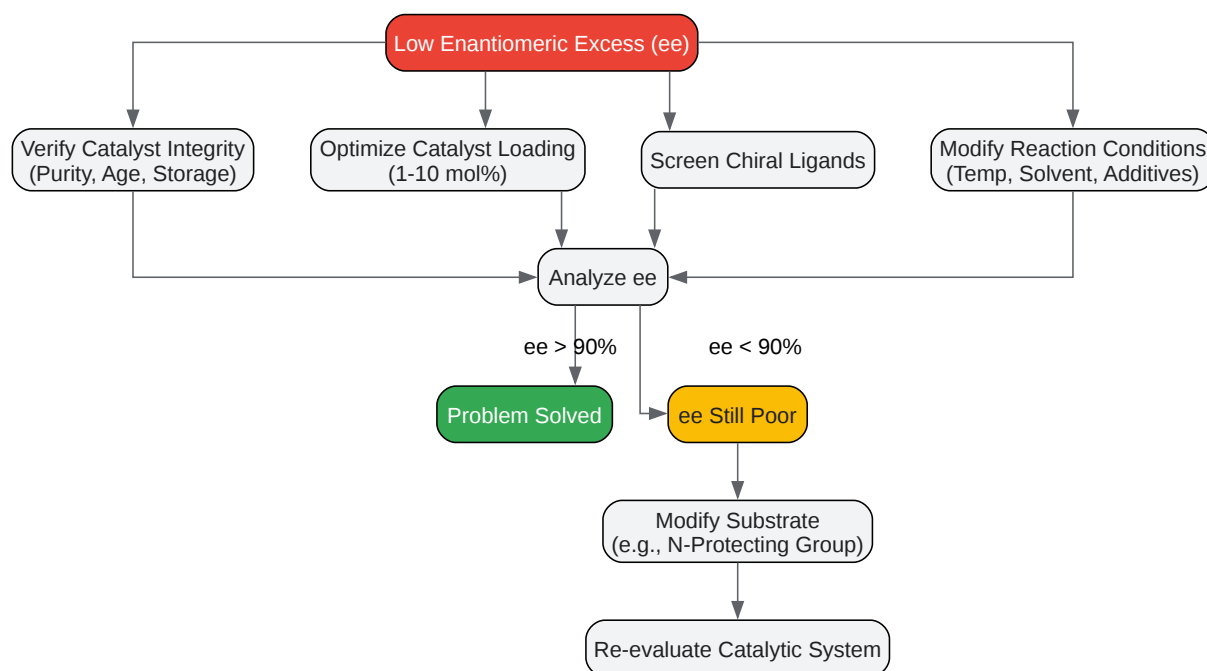 Low Enantiomeric Excess (ee)
Verify Catalyst Integrity
(Purity, Age, Storage)
Optimize Catalyst Loading
(1-10 mol%)
Screen Chiral Ligands
Modify Reaction Conditions
(Temp, Solvent, Additives)
Analyze ee
ee > 90%
ee < 90%
Problem Solved
ee Still Poor
Modify Substrate
(e.g., N-Protecting Group)
Re-evaluate Catalytic System